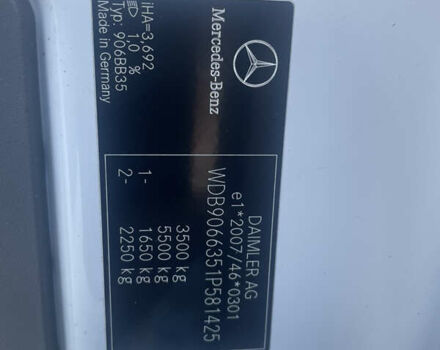 Mercedes-Benz
DAIMLER AG
e1*2007/46*0301
WDB9066351P581425
3500 kg
5500 kg
1- 1650 kg
2- 2250 kg
iHA=3,692
1,0 %
Typ: 906BB35
Made in Germany